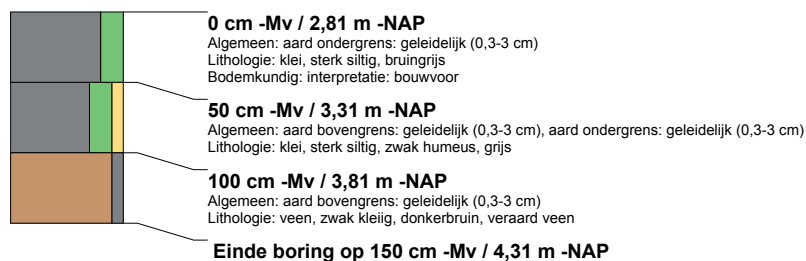 0 cm -Mv / 2,81 m -NAP
Algemeen: aard ondergrens: geleidelijk (0,3-3 cm)
Lithologie: klei, sterk siltig, bruingrijs
Bodemkundig: interpretatie: bouwvoor
50 cm -Mv / 3,31 m -NAP
Algemeen: aard bovengrens: geleidelijk (0,3-3 cm), aard ondergrens: geleidelijk (0,3-3 cm)
Lithologie: klei, sterk siltig, zwak humeus, grijs
100 cm -Mv / 3,81 m -NAP
Algemeen: aard bovengrens: geleidelijk (0,3-3 cm)
Lithologie: veen, zwak kleiig, donkerbruin, veraard veen
Einde boring op 150 cm -Mv / 4,31 m -NAP